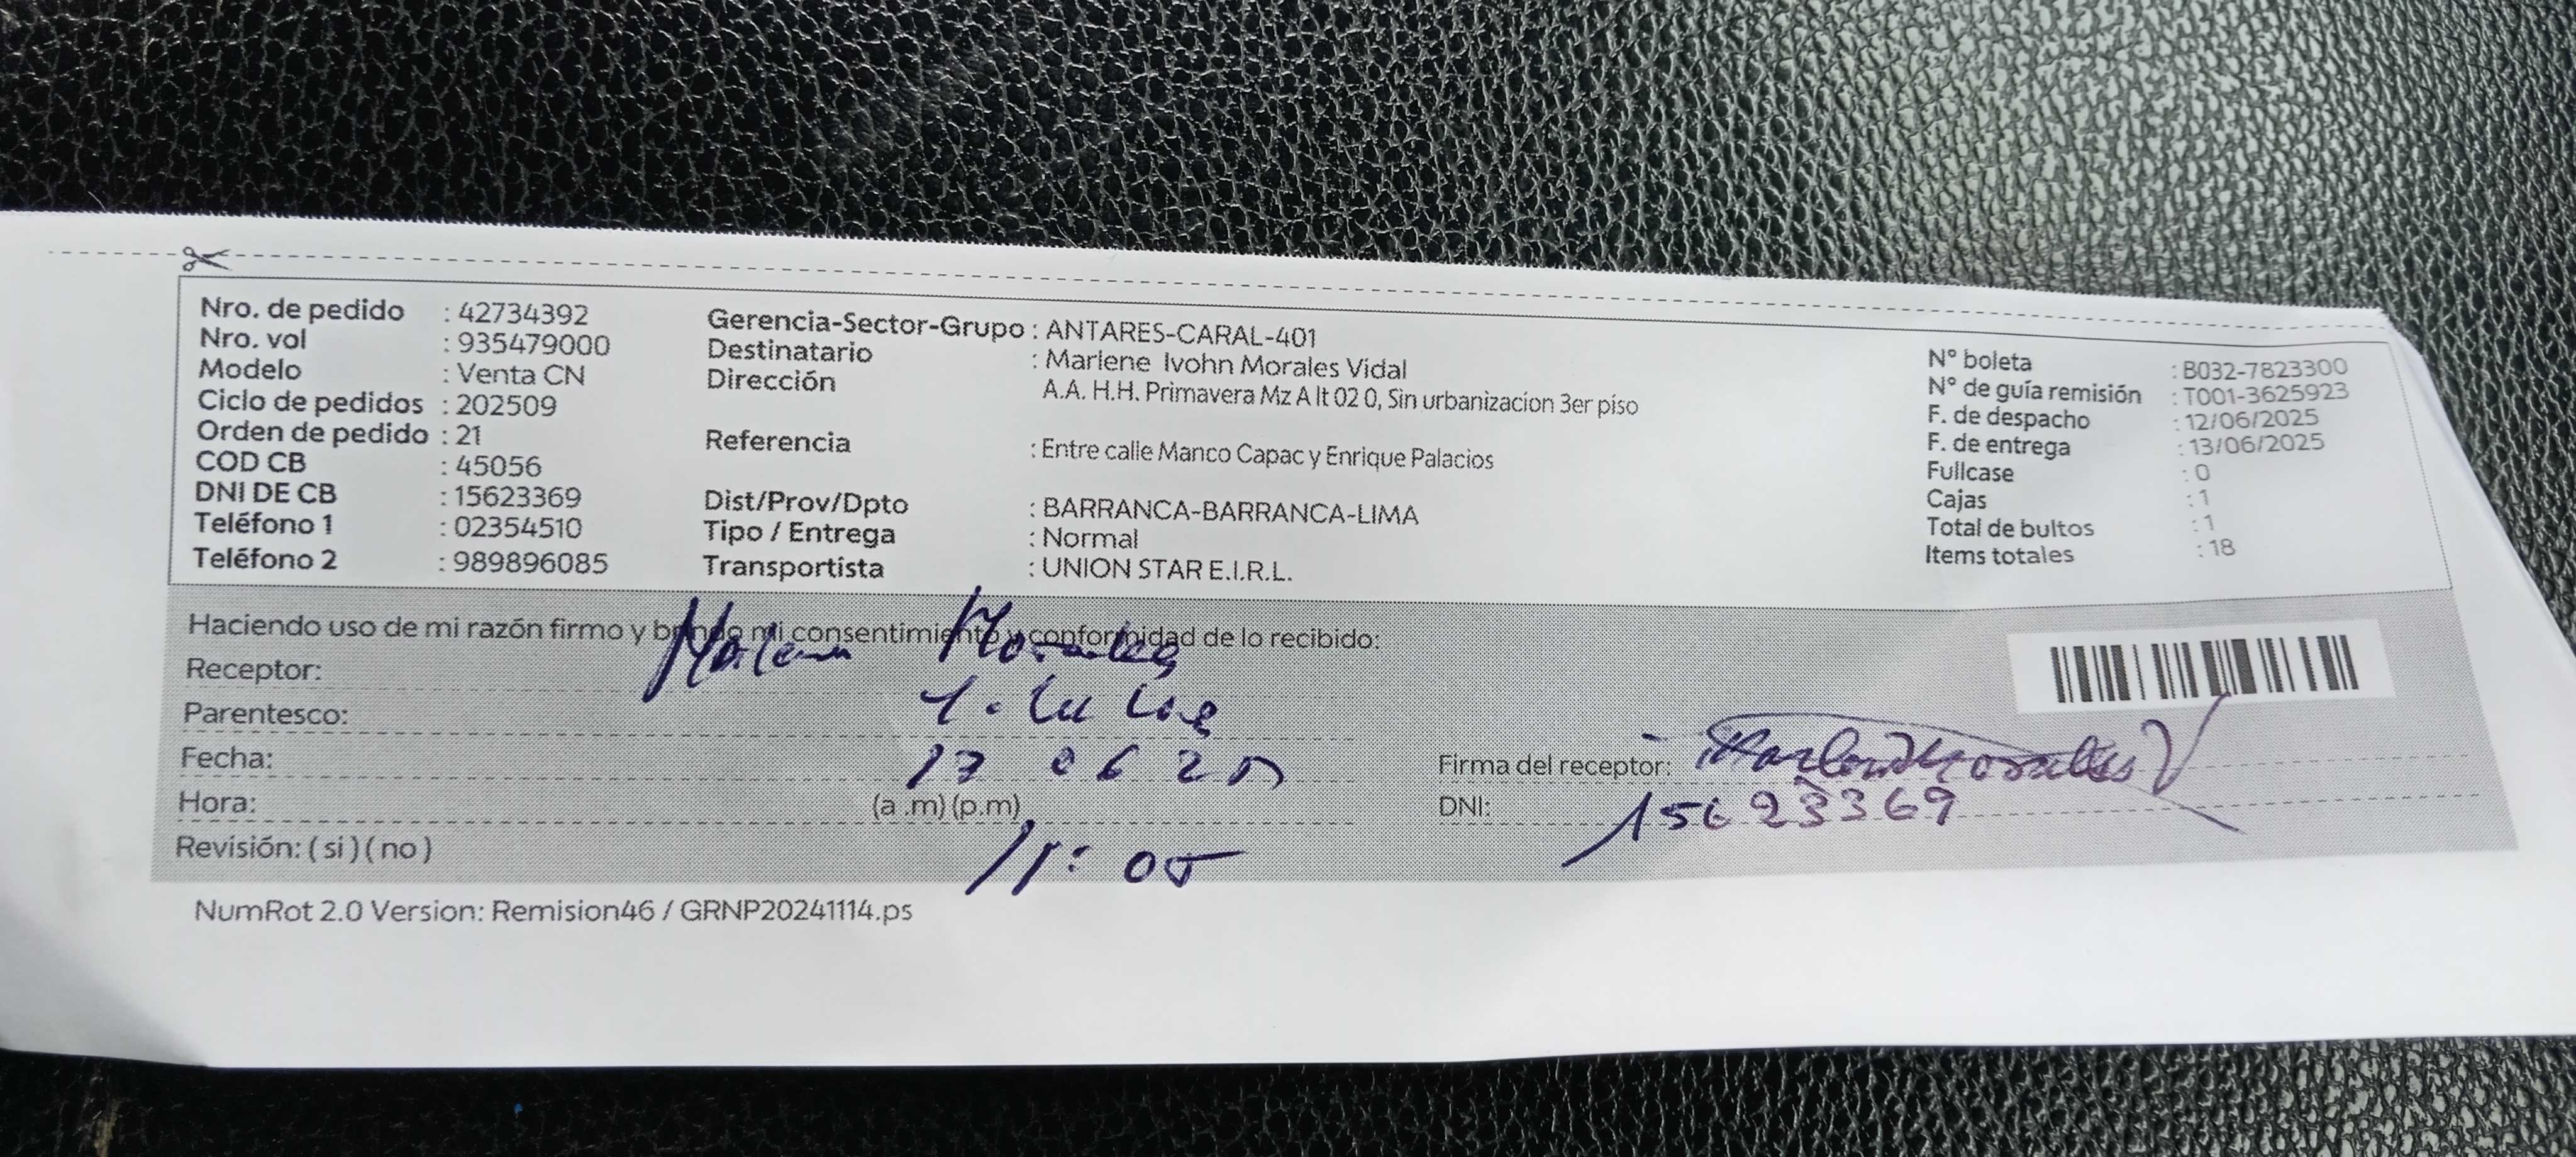 Nro. de pedido : 42734392
Nro. vol : 935479000
Modelo : Venta CN
Ciclo de pedidos : 202509
Orden de pedido : 21
COD CB : 45056
DNI DE CB : 15623369
Teléfono 1 : 02354510
Teléfono 2 : 989896085
Gerencia-Sector-Grupo : ANTARES-CARAL-401
Destinatario : Marlene Ivohn Morales Vidal
Dirección A.A. H.H. Primavera Mz A lt 02 0, Sin urbanizacion 3er piso
Referencia : Entre calle Manco Capac y Enrique Palacios
Dist/Prov/Dpto : BARRANCA-BARRANCA-LIMA
Tipo / Entrega : Normal
Transportista : UNION STAR E.I.R.L.
N° boleta : B032-7823300
N° de guía remisión : T001-3625923
F. de despacho : 12/06/2025
F. de entrega : 13/06/2025
Fullcase : 0
Cajas : 1
Total de bultos : 1
Items totales : 18
Haciendo uso de mi razón firmo y brindo mi consentimiento y conformidad de lo recibido:
Receptor: Morales
Parentesco:
Fecha: 13 06 25
Hora: (a .m) (p.m)
11:05
Revisión: ( si ) ( no )
Firma del receptor: Morales V
DNI: 15623369
NumRot 2.0 Version: Remision46 / GRNP20241114.ps